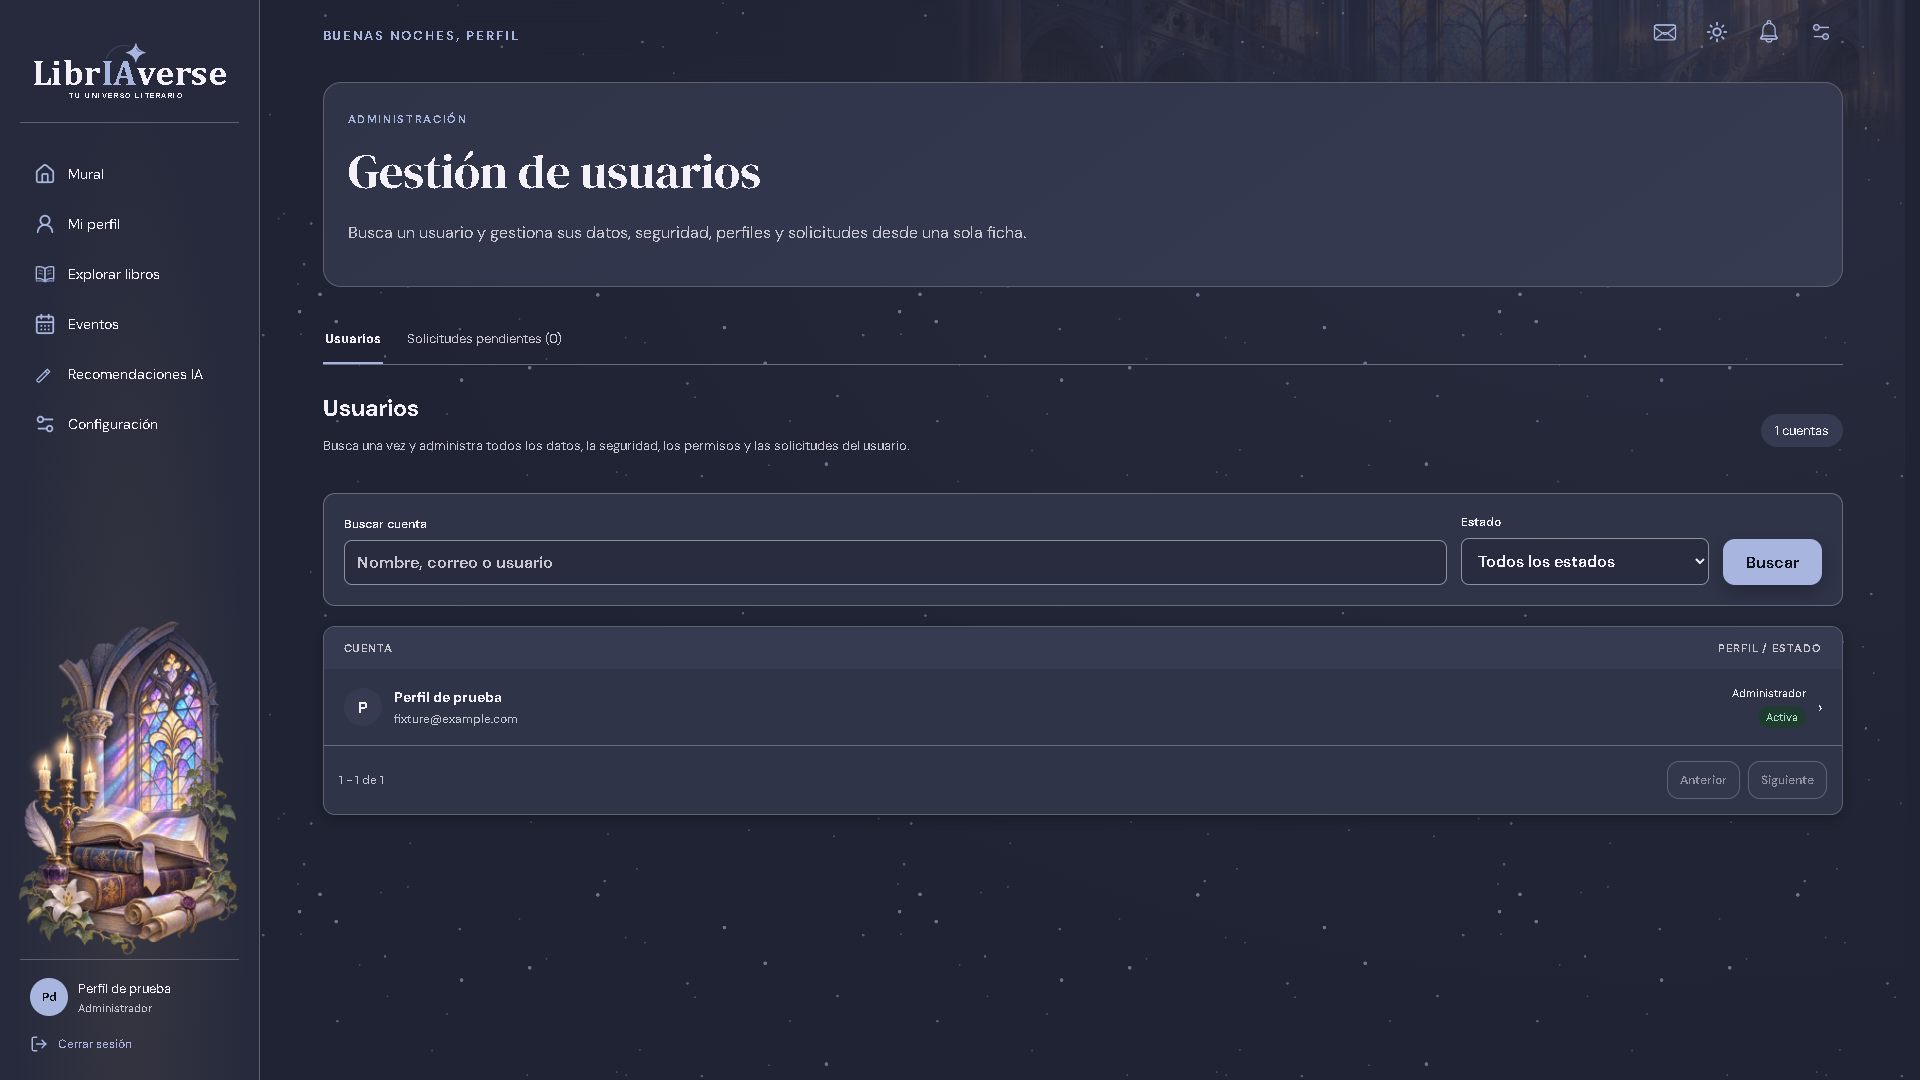 LibrIAverse
TU UNIVERSO LITERARIO
Mural
Mi perfil
Explorar libros
Eventos
Recomendaciones IA
Configuración
Pd
Perfil de prueba
Administrador
Cerrar sesión
BUENAS NOCHES, PERFIL
ADMINISTRACIÓN
Gestión de usuarios
Busca un usuario y gestiona sus datos, seguridad, perfiles y solicitudes desde una sola ficha.
Usuarios
Solicitudes pendientes (0)
Usuarios
Busca una vez y administra todos los datos, la seguridad, los permisos y las solicitudes del usuario.
1 cuentas
Buscar cuenta
Nombre, correo o usuario
Estado
Todos los estados
Buscar
CUENTA
PERFIL / ESTADO
P
Perfil de prueba
fixture@example.com
Administrador
Activa
1 – 1 de 1
Anterior
Siguiente